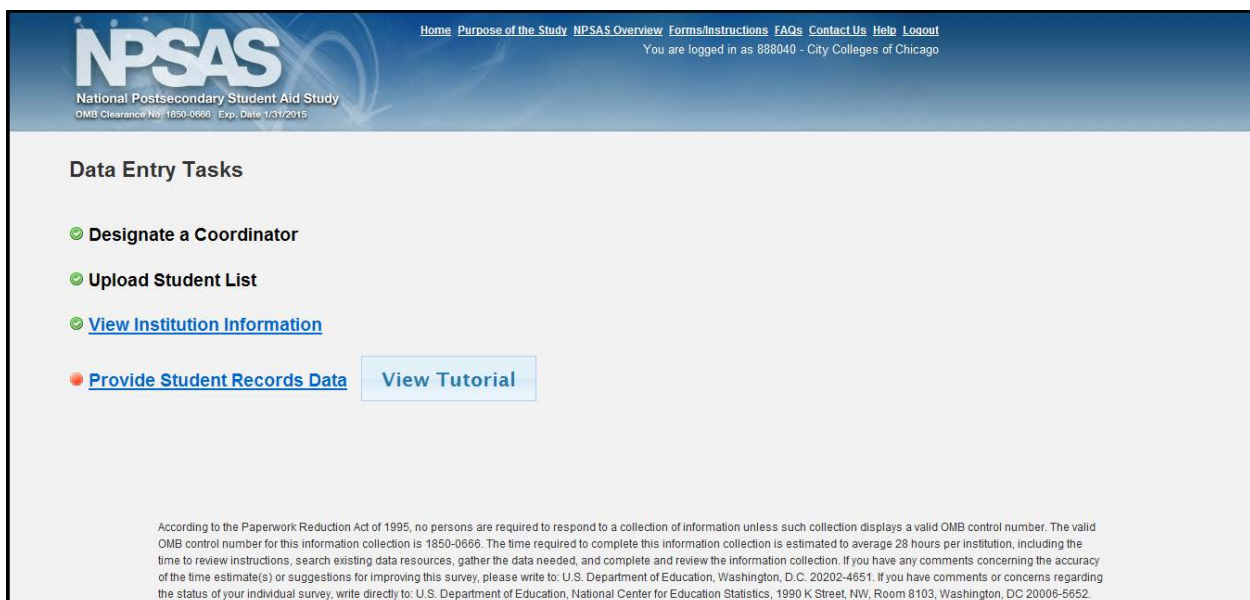 Home Purpose of the Study NPSAS Overview Forms/Instructions FAQs Contact Us Help Logout
You are logged in as 888040 - City Colleges of Chicago
NPSAS
National Postsecondary Student Aid Study
OMB Clearance No: 1850-0666 Exp. Date 1/31/2015
Data Entry Tasks
Designate a Coordinator
Upload Student List
View Institution Information
Provide Student Records Data View Tutorial
According to the Paperwork Reduction Act of 1995, no persons are required to respond to a collection of information unless such collection displays a valid OMB control number. The valid
OMB control number for this information collection is 1850-0666. The time required to complete this information collection is estimated to average 28 hours per institution, including the
time to review instructions, search existing data resources, gather the data needed, and complete and review the information collection. If you have any comments concerning the accuracy
of the time estimate(s) or suggestions for improving this survey, please write to: U.S. Department of Education, Washington, D.C. 20202-4651. If you have comments or concerns regarding
the status of your individual survey, write directly to: U.S. Department of Education, National Center for Education Statistics, 1990 K Street, NW, Room 8103, Washington, DC 20006-5652.